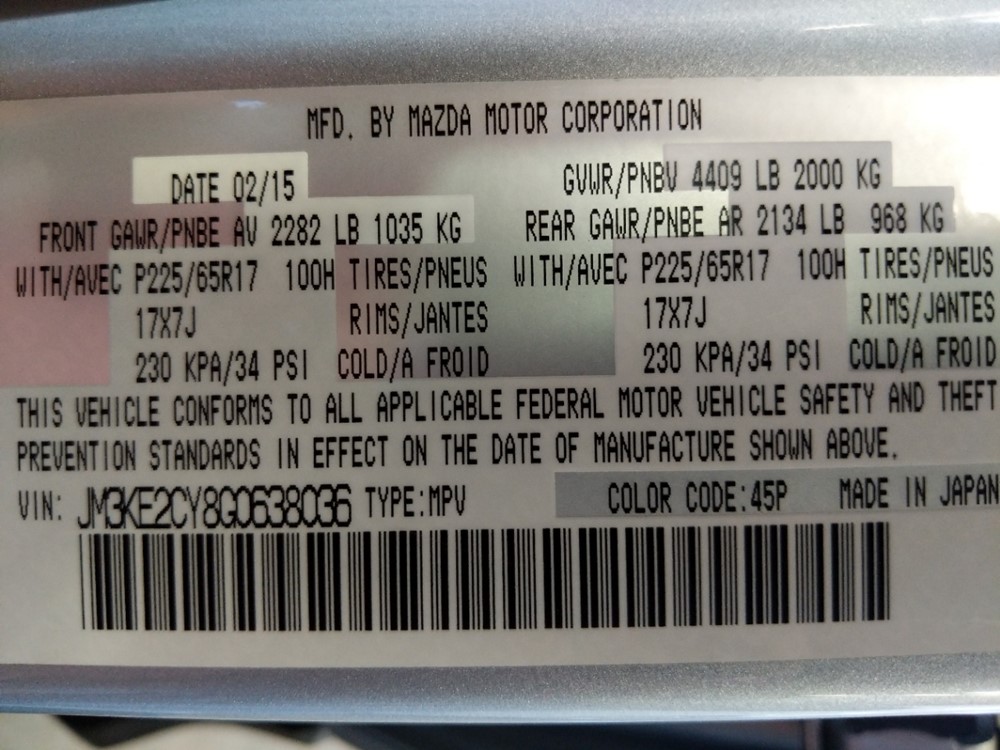 MFD. BY MAZDA MOTOR CORPORATION
DATE 02/15 GVWR/PNBV 4409 LB 2000 KG
FRONT GAWR/PNBE AV 2282 LB 1035 KG REAR GAWR/PNBE AR 2134 LB 968 KG
WITH/AVEC P225/65R17 100H TIRES/PNEUS WITH/AVEC P225/65R17 100H TIRES/PNEUS
17X7J RIMS/JANTES 17X7J RIMS/JANTES
230 KPA/34 PSI COLD/A FROID 230 KPA/34 PSI COLD/A FROID
THIS VEHICLE CONFORMS TO ALL APPLICABLE FEDERAL MOTOR VEHICLE SAFETY AND THEFT
PREVENTION STANDARDS IN EFFECT ON THE DATE OF MANUFACTURE SHOWN ABOVE.
VIN: JM3KE2CY8G0638036 TYPE:MPV COLOR CODE:45P MADE IN JAPAN